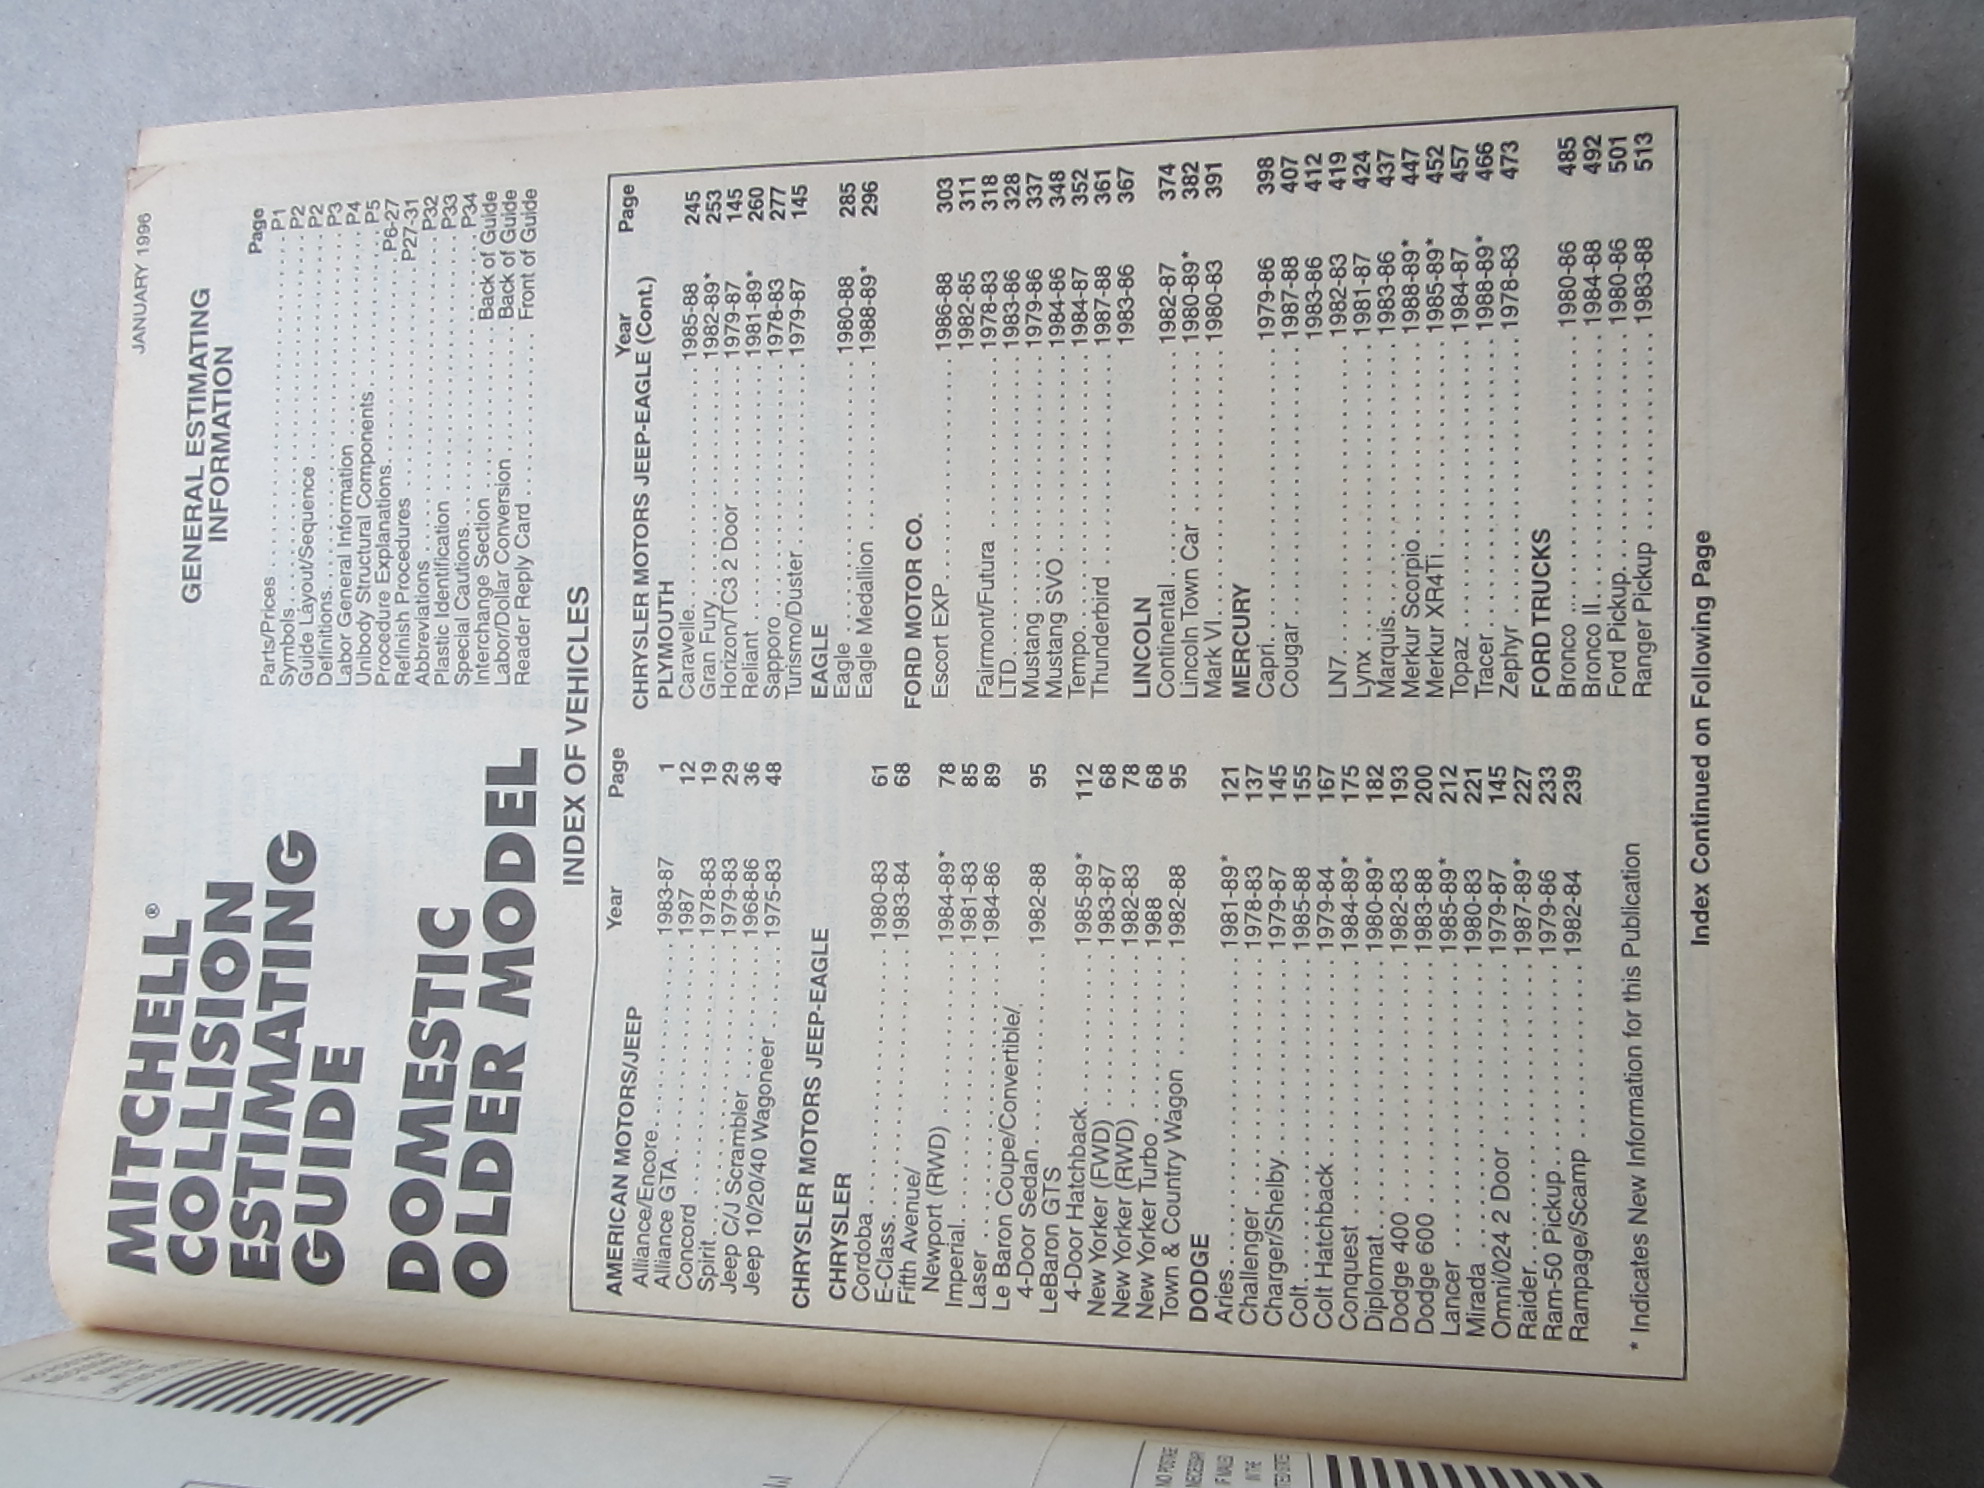 JANUARY 1996
MITCHELL®
COLLISION
ESTIMATING
GUIDE
DOMESTIC
OLDER MODEL
GENERAL ESTIMATING
INFORMATION
Page
Parts/Prices . . . . . P1
Symbols . . . . . P2
Guide Layout/Sequence . . . . . P2
Definitions . . . . . P3
Labor General Information . . . . . P4
Unibody Structural Components . . . . . P5
Procedure Explanations . . . . . P6-27
Refinish Procedures . . . . . P27-31
Abbreviations . . . . . P32
Plastic Identification . . . . . P33
Special Cautions . . . . . P34
Interchange Section . . . . . Back of Guide
Labor/Dollar Conversion . . . . . Back of Guide
Reader Reply Card . . . . . Front of Guide
INDEX OF VEHICLES
Year Page
AMERICAN MOTORS/JEEP
Alliance/Encore . . . . . 1983-87 1
Alliance GTA . . . . . 1987 12
Concord . . . . . 1978-83 19
Spirit . . . . . 1979-83 29
Jeep C/J Scrambler . . . . . 1968-86 36
Jeep 10/20/40 Wagoneer . . . . . 1975-83 48
CHRYSLER MOTORS JEEP-EAGLE
CHRYSLER
Cordoba . . . . . 1980-83 61
E-Class . . . . . 1983-84 68
Fifth Avenue/
Newport (RWD) . . . . . 1984-89* 78
Imperial . . . . . 1981-83 85
Laser . . . . . 1984-86 89
Le Baron Coupe/Convertible/
4-Door Sedan . . . . . 1982-88 95
LeBaron GTS
4-Door Hatchback . . . . . 1985-89* 112
New Yorker (FWD) . . . . . 1983-87 68
New Yorker (RWD) . . . . . 1982-83 78
New Yorker Turbo . . . . . 1988 68
Town & Country Wagon . . . . . 1982-88 95
DODGE
Aries . . . . . 1981-89* 121
Challenger . . . . . 1978-83 137
Charger/Shelby . . . . . 1979-87 145
Colt . . . . . 1985-88 155
Colt Hatchback . . . . . 1979-84 167
Conquest . . . . . 1984-89* 175
Diplomat . . . . . 1980-89* 182
Dodge 400 . . . . . 1982-83 193
Dodge 600 . . . . . 1983-88 200
Lancer . . . . . 1985-89* 212
Mirada . . . . . 1980-83 221
Omni/024 2 Door . . . . . 1979-87 145
Raider . . . . . 1987-89* 227
Ram-50 Pickup . . . . . 1979-86 233
Rampage/Scamp . . . . . 1982-84 239
* Indicates New Information for this Publication
Year Page
CHRYSLER MOTORS JEEP-EAGLE (Cont.)
PLYMOUTH
Caravelle . . . . . 1985-88 245
Gran Fury . . . . . 1982-89* 253
Horizon/TC3 2 Door . . . . . 1979-87 145
Reliant . . . . . 1981-89* 260
Sapporo . . . . . 1978-83 277
Turismo/Duster . . . . . 1979-87 145
EAGLE
Eagle . . . . . 1980-88 285
Eagle Medallion . . . . . 1988-89* 296
FORD MOTOR CO.
Escort EXP . . . . . 1986-88 303
1982-85 311
Fairmont/Futura . . . . . 1978-83 318
LTD . . . . . 1983-86 328
Mustang . . . . . 1979-86 337
Mustang SVO . . . . . 1984-86 348
Tempo . . . . . 1984-87 352
Thunderbird . . . . . 1987-88 361
1983-86 367
LINCOLN
Continental . . . . . 1982-87 374
Lincoln Town Car . . . . . 1980-89* 382
Mark VI . . . . . 1980-83 391
MERCURY
Capri . . . . . 1979-86 398
Cougar . . . . . 1987-88 407
1983-86 412
LN7 . . . . . 1982-83 419
Lynx . . . . . 1981-87 424
Marquis . . . . . 1983-86 437
Merkur Scorpio . . . . . 1988-89* 447
Merkur XR4Ti . . . . . 1985-89* 452
Topaz . . . . . 1984-87 457
Tracer . . . . . 1988-89* 466
Zephyr . . . . . 1978-83 473
FORD TRUCKS
Bronco . . . . . 1980-86 485
Bronco II . . . . . 1984-88 492
Ford Pickup . . . . . 1980-86 501
Ranger Pickup . . . . . 1983-88 513
Index Continued on Following Page
NECESSARY
IF MAILED
IN THE